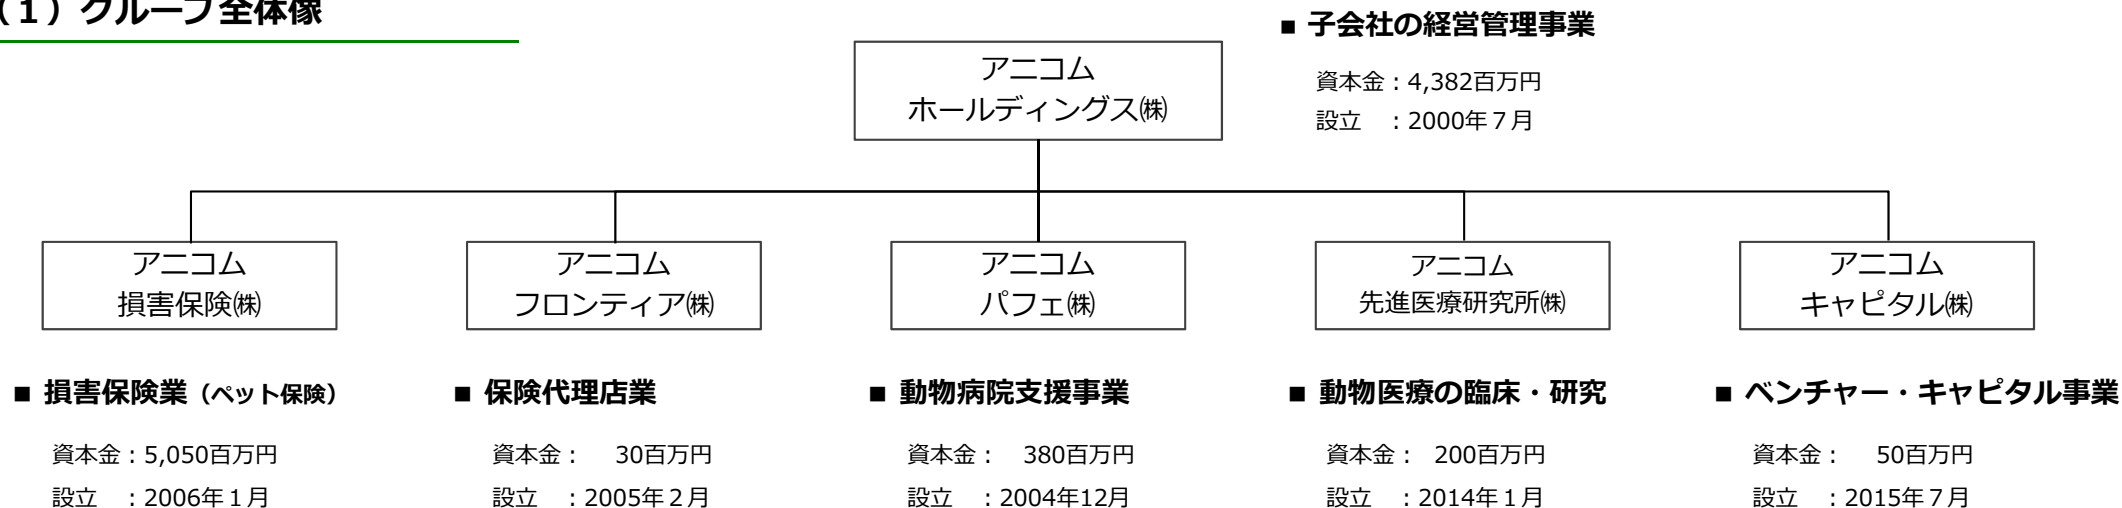 （１）グループ全体像
■ 子会社の経営管理事業
アニコム
ホールディングス㈱
資本金：4,382百万円
設立　：2000年７月
アニコム
損害保険㈱
アニコム
フロンティア㈱
アニコム
パフェ㈱
アニコム
先進医療研究所㈱
アニコム
キャピタル㈱
■ 損害保険業（ペット保険）
資本金：5,050百万円
設立　：2006年１月
■ 保険代理店業
資本金：　30百万円
設立　：2005年２月
■ 動物病院支援事業
資本金：　380百万円
設立　：2004年12月
■ 動物医療の臨床・研究
資本金：　200百万円
設立　：2014年１月
■ ベンチャー・キャピタル事業
資本金：　50百万円
設立　：2015年７月